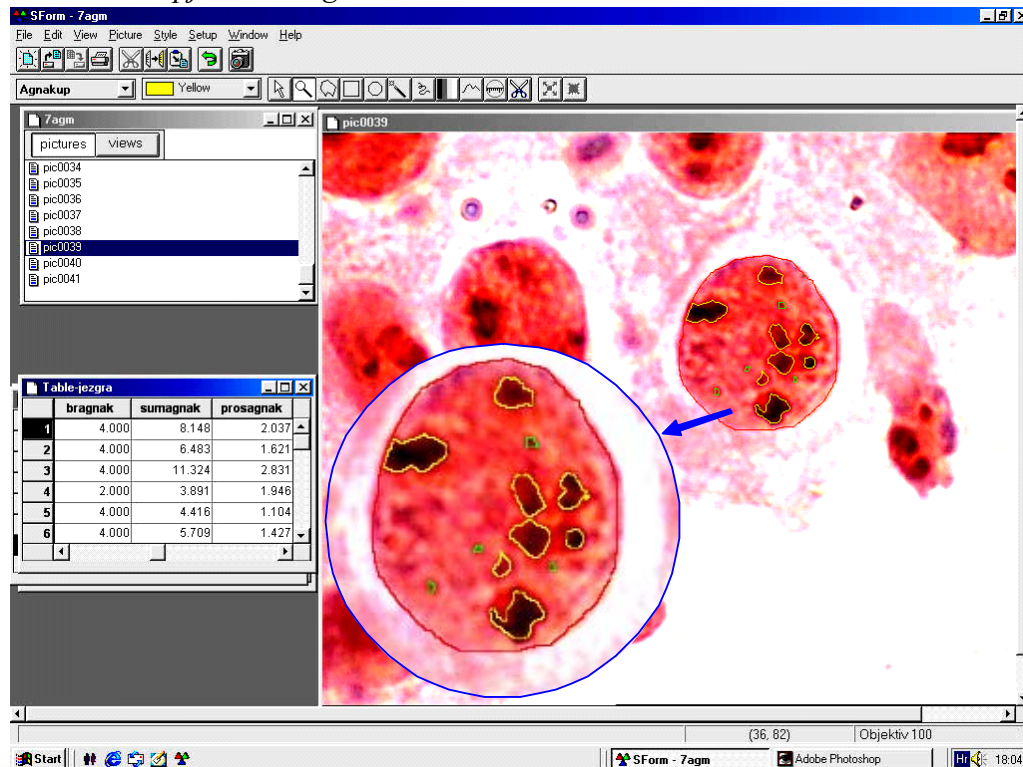 SForm - 7agm
File Edit View Picture Style Setup Window Help
Agnakup Yellow
7agm
pictures views
pic0034
pic0035
pic0036
pic0037
pic0038
pic0039
pic0040
pic0041
pic0039
Table-jezgra
bragnak sumagnak prosagnak
1 4.000 8.148 2.037
2 4.000 6.483 1.621
3 4.000 11.324 2.831
4 2.000 3.891 1.946
5 4.000 4.416 1.104
6 4.000 5.709 1.427
(36, 82) Objektiv 100
Start SForm - 7agm Adobe Photoshop Hr 18:04